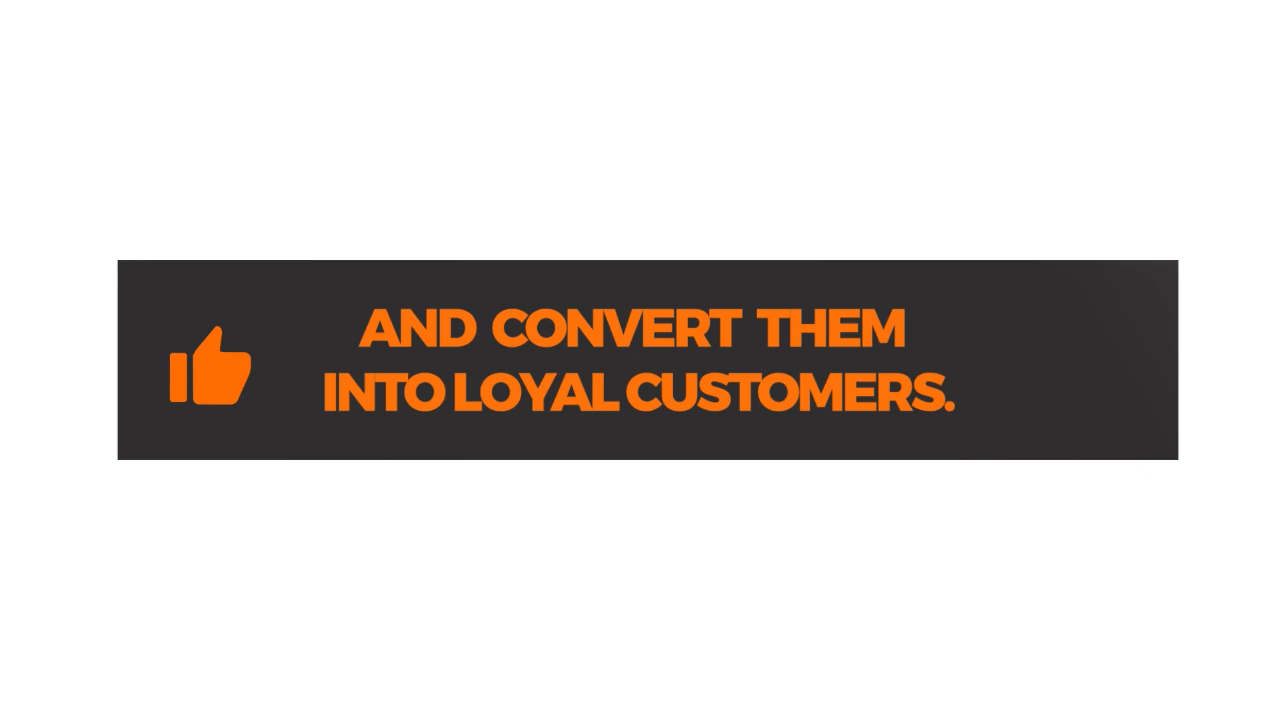 AND CONVERT THEM
INTO LOYAL CUSTOMERS.